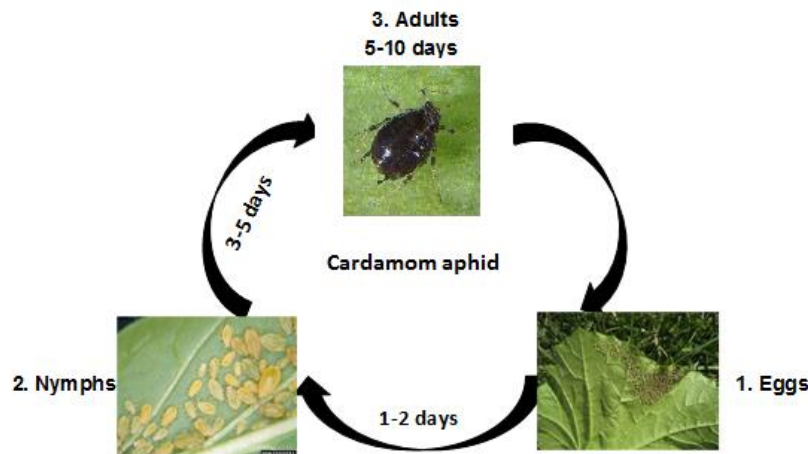 3. Adults
5-10 days
3-5 days
Cardamom aphid
2. Nymphs
1. Eggs
1-2 days